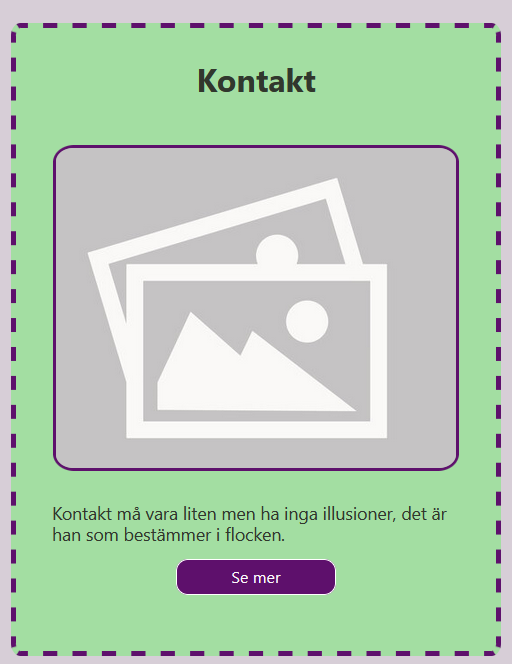 Kontakt
Kontakt må vara liten men ha inga illusioner, det är
han som bestämmer i flocken.
Se mer